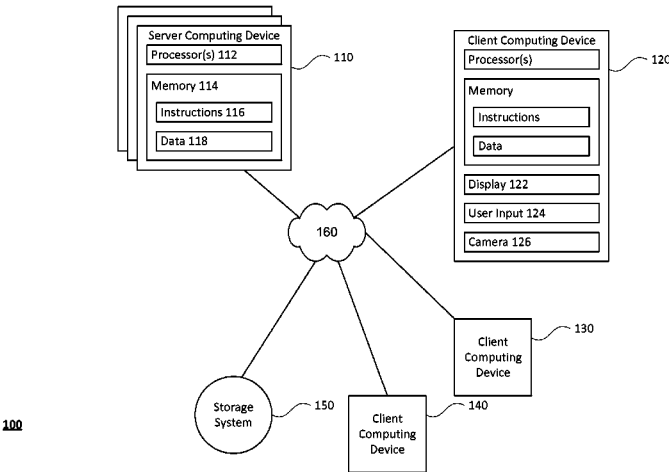 Server Computing Device
Processor(s) 112
Memory 114
Instructions 116
Data 118
110
Client Computing Device
Processor(s)
Memory
Instructions
Data
Display 122
User Input 124
Camera 126
120
160
Client
Computing
Device
130
Storage
System
150
Client
Computing
Device
140
100